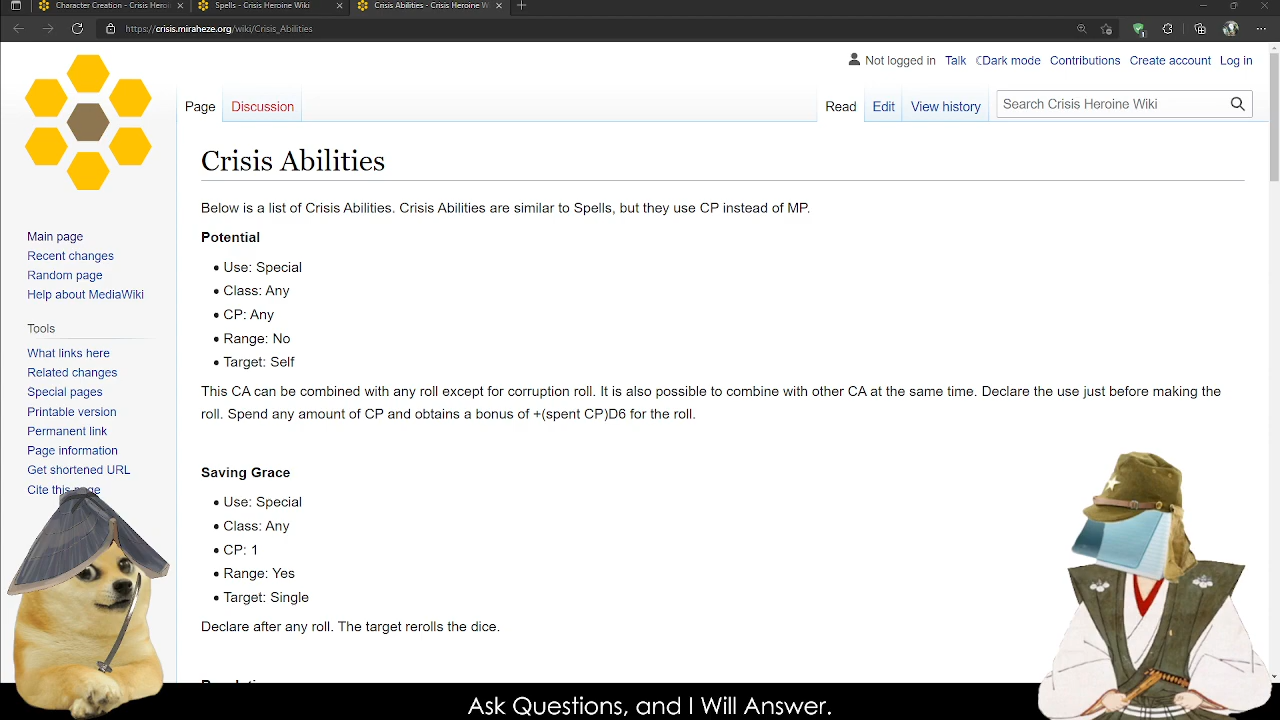 Character Creation - Crisis Heroi
Spells - Crisis Heroine Wiki
Crisis Abilities - Crisis Heroine W
https://crisis.miraheze.org/wiki/Crisis_Abilities
Not logged in Talk Dark mode Contributions Create account Log in
Page Discussion Read Edit View history Search Crisis Heroine Wiki
Crisis Abilities
Below is a list of Crisis Abilities. Crisis Abilities are similar to Spells, but they use CP instead of MP.
Potential
• Use: Special
• Class: Any
• CP: Any
• Range: No
• Target: Self
This CA can be combined with any roll except for corruption roll. It is also possible to combine with other CA at the same time. Declare the use just before making the
roll. Spend any amount of CP and obtains a bonus of +(spent CP)D6 for the roll.
Saving Grace
• Use: Special
• Class: Any
• CP: 1
• Range: Yes
• Target: Single
Declare after any roll. The target rerolls the dice.
Main page
Recent changes
Random page
Help about MediaWiki
Tools
What links here
Related changes
Special pages
Printable version
Permanent link
Page information
Get shortened URL
Cite this page
Ask Questions, and I Will Answer.